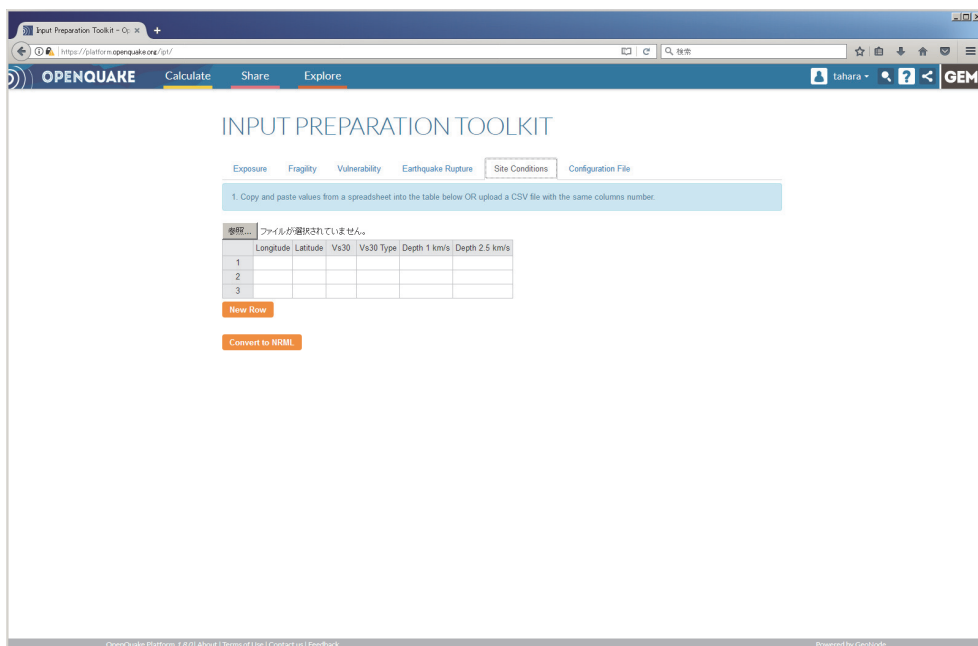 Input Preparation Toolkit - Op
https://platform.openquake.org/ipt/
検索
OPENQUAKE Calculate Share Explore tahara ? GEM
INPUT PREPARATION TOOLKIT
Exposure Fragility Vulnerability Earthquake Rupture Site Conditions Configuration File
1. Copy and paste values from a spreadsheet into the table below OR upload a CSV file with the same columns number.
参照... ファイルが選択されていません。
Longitude Latitude Vs30 Vs30 Type Depth 1 km/s Depth 2.5 km/s
1
2
3
New Row
Convert to NRML
OpenQuake Platform About | Terms of Use | Contact us | Feedback Powered by GeoNode